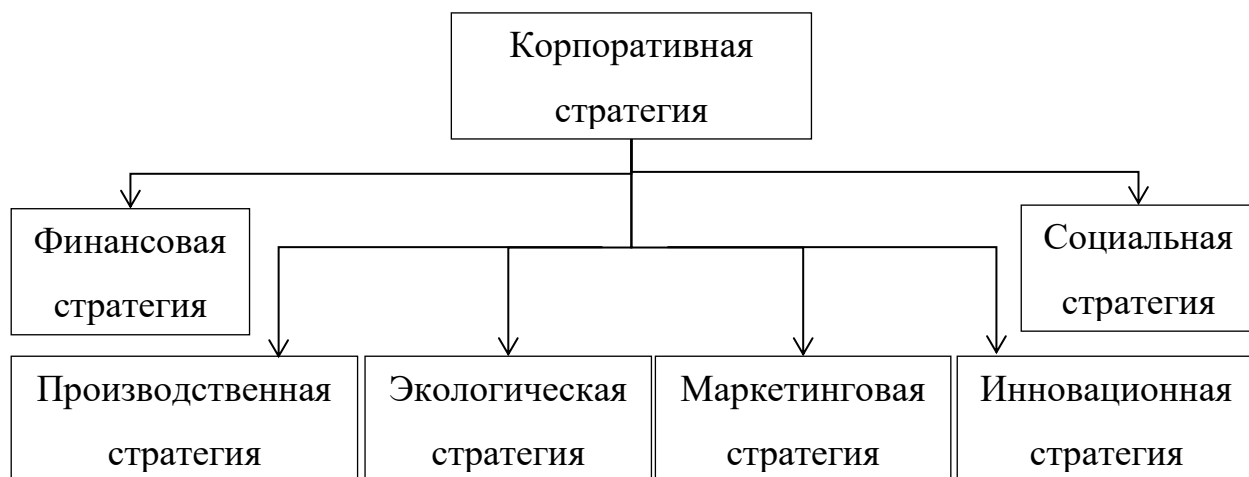 Корпоративная
стратегия
Финансовая
стратегия
Социальная
стратегия
Производственная
стратегия
Экологическая
стратегия
Маркетинговая
стратегия
Инновационная
стратегия